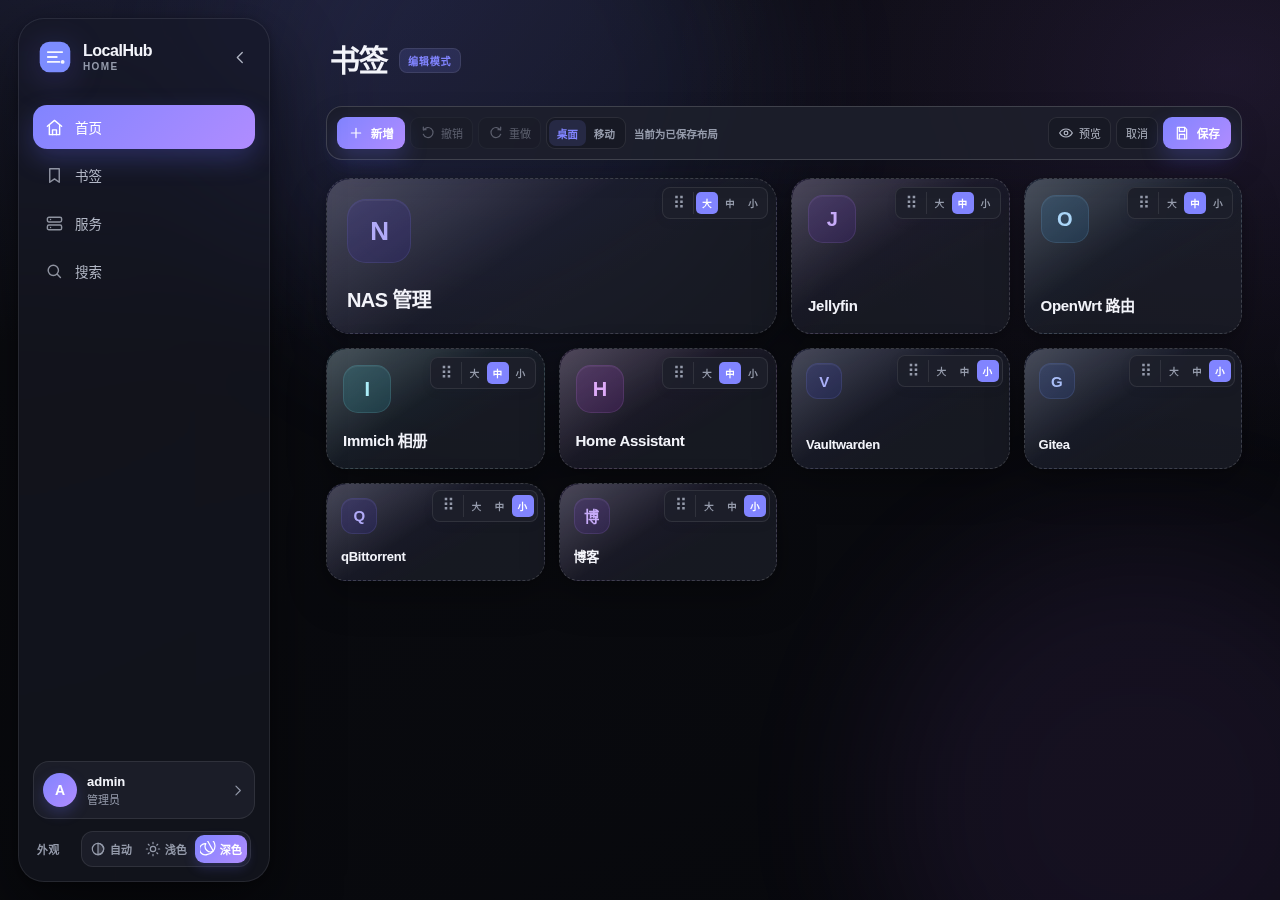 LocalHub
HOME
首页
书签
服务
搜索
A
admin
管理员
外观
自动
浅色
深色
书签
编辑模式
新增
撤销
重做
桌面
移动
当前为已保存布局
预览
取消
保存
N
大 中 小
NAS 管理
J
大 中 小
Jellyfin
O
大 中 小
OpenWrt 路由
I
大 中 小
Immich 相册
H
大 中 小
Home Assistant
V
大 中 小
Vaultwarden
G
大 中 小
Gitea
Q
大 中 小
qBittorrent
博
大 中 小
博客